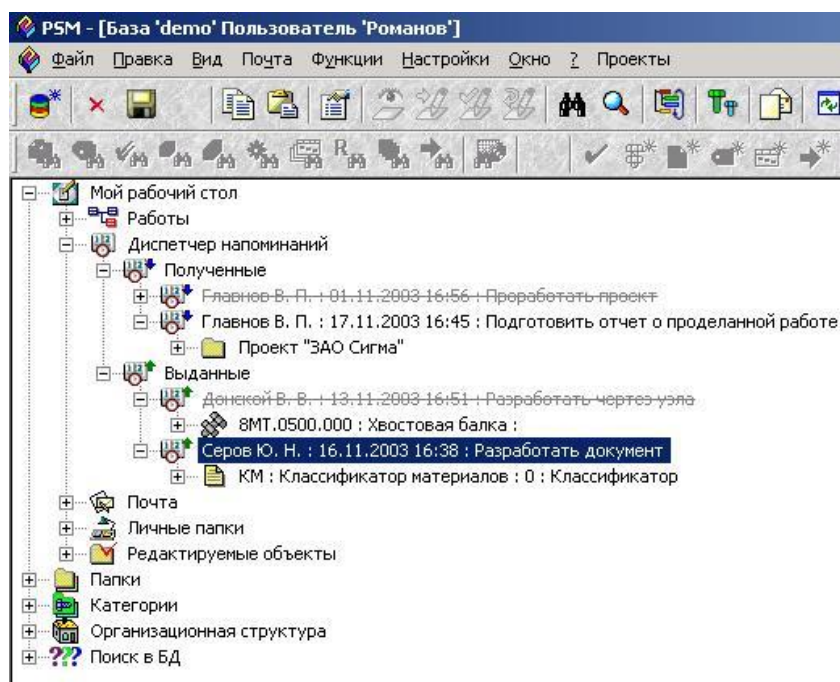 PSM - [База 'demo' Пользователь 'Романов']
Файл Правка Вид Почта Функции Настройки Окно ? Проекты
Мой рабочий стол
Работы
Диспетчер напоминаний
Полученные
Главнов В. П. : 01.11.2003 16:56 : Проработать проект
Главнов В. П. : 17.11.2003 16:45 : Подготовить отчет о проделанной работе
Проект "ЗАО Сигма"
Выданные
Донской В. В. : 13.11.2003 16:51 : Разработать чертез узла
8МТ.0500.000 : Хвостовая балка :
Серов Ю. Н. : 16.11.2003 16:38 : Разработать документ
КМ : Классификатор материалов : 0 : Классификатор
Почта
Личные папки
Редактируемые объекты
Папки
Категории
Организационная структура
??? Поиск в БД